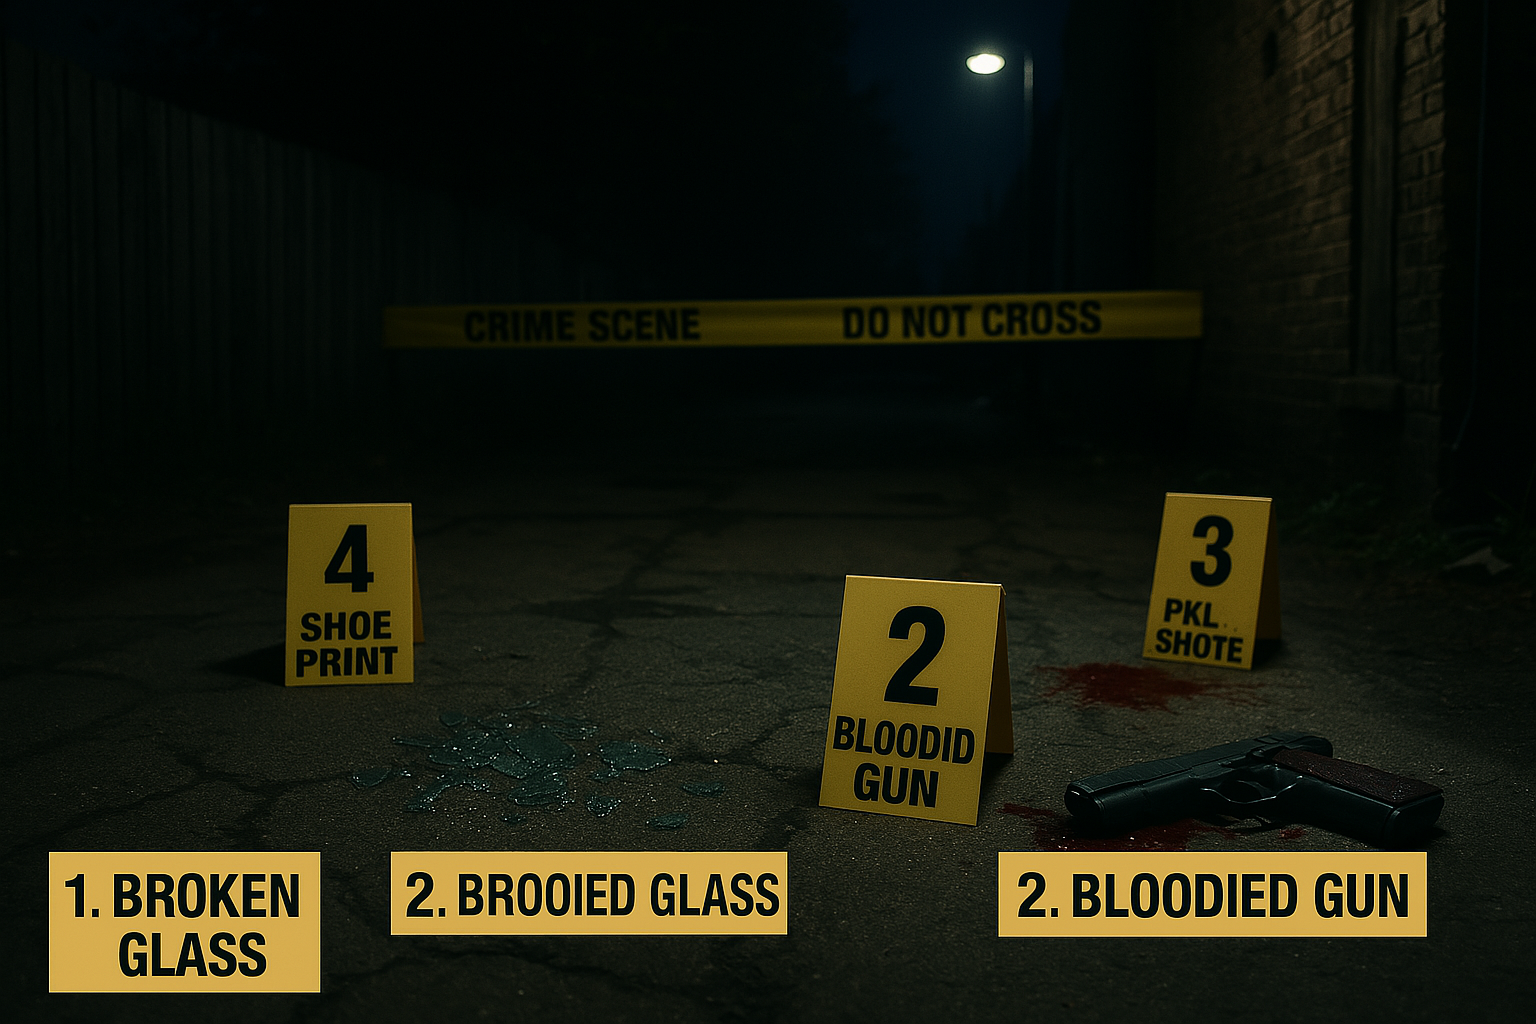 CRIME SCENE DO NOT CROSS
4
SHOE
PRINT
3
PKL..
SHOTE
2
BLOODID
GUN
1. BROKEN
GLASS
2. BROOIED GLASS
2. BLOODIED GUN